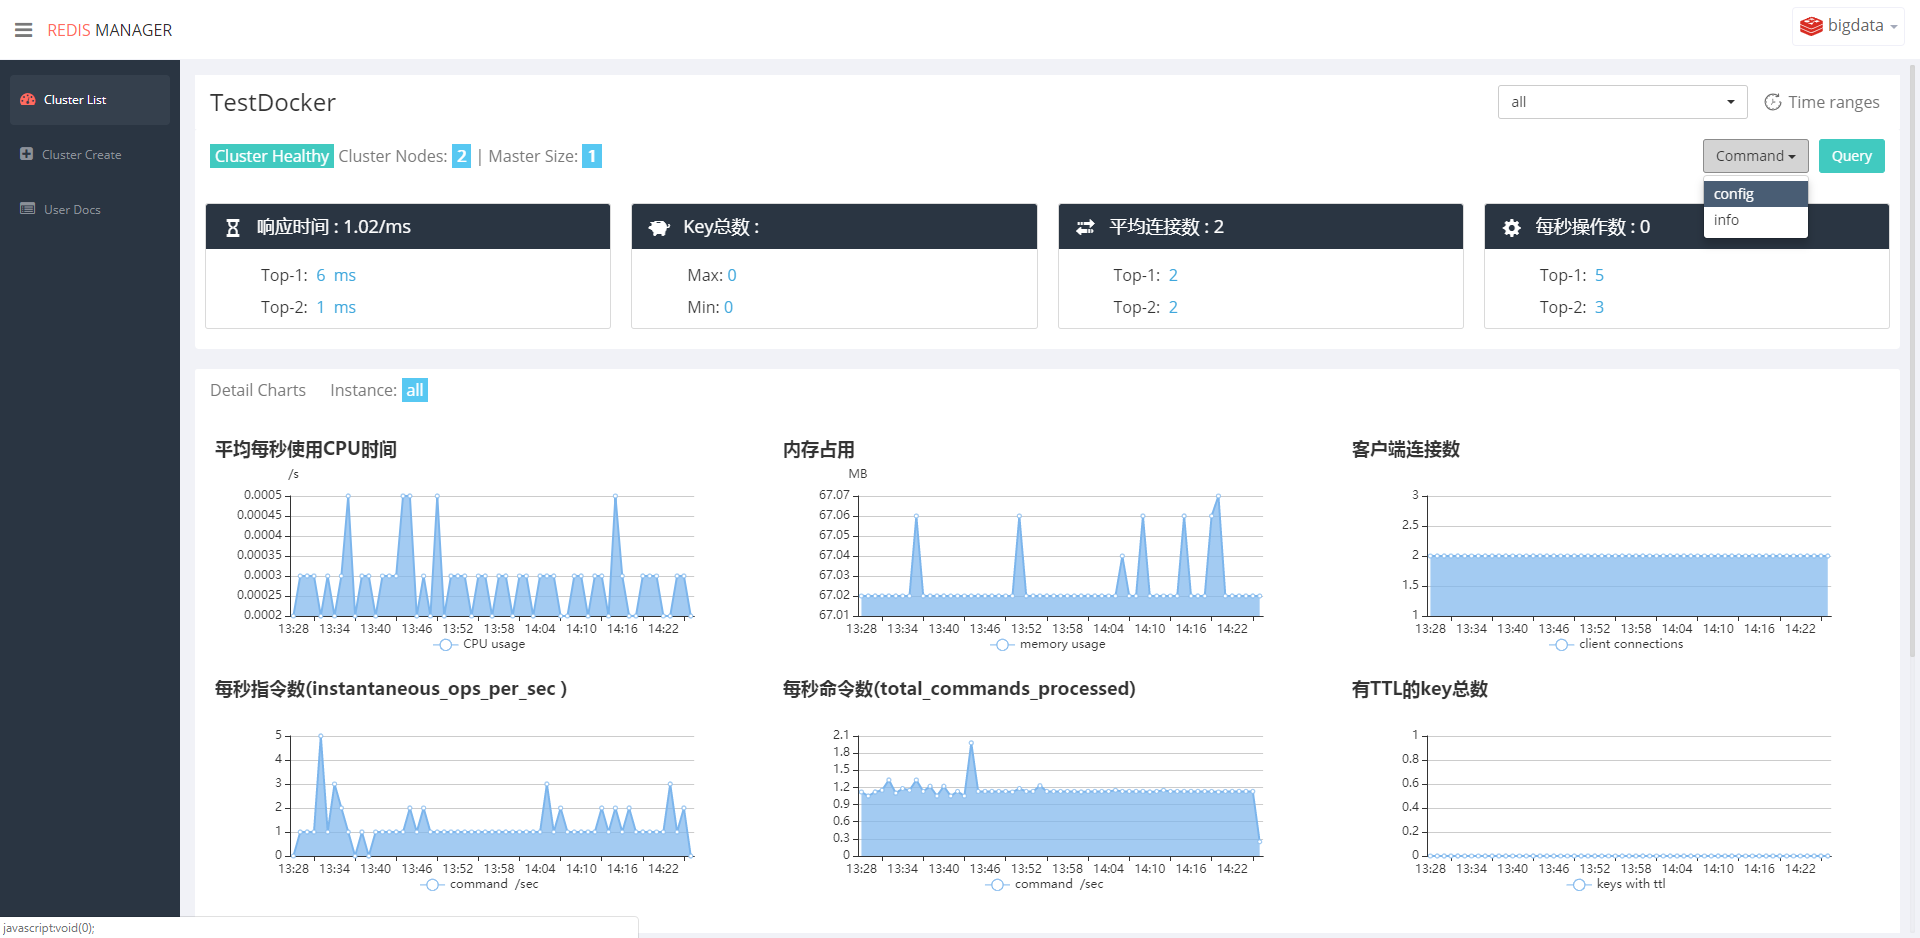 REDIS MANAGER
bigdata
Cluster List
Cluster Create
User Docs
TestDocker
all
Time ranges
Cluster Healthy Cluster Nodes: 2 | Master Size: 1
Command
Query
config
info
响应时间 : 1.02/ms
Top-1: 6 ms
Top-2: 1 ms
Key总数 :
Max: 0
Min: 0
平均连接数 : 2
Top-1: 2
Top-2: 2
每秒操作数 : 0
Top-1: 5
Top-2: 3
Detail Charts Instance: all
平均每秒使用CPU时间
/s
0.0005
0.00045
0.0004
0.00035
0.0003
0.00025
0.0002
13:28 13:34 13:40 13:46 13:52 13:58 14:04 14:10 14:16 14:22
CPU usage
内存占用
MB
67.07
67.06
67.05
67.04
67.03
67.02
67.01
13:28 13:34 13:40 13:46 13:52 13:58 14:04 14:10 14:16 14:22
memory usage
客户端连接数
3
2.5
2
1.5
1
13:28 13:34 13:40 13:46 13:52 13:58 14:04 14:10 14:16 14:22
client connections
每秒指令数(instantaneous_ops_per_sec )
5
4
3
2
1
0
13:28 13:34 13:40 13:46 13:52 13:58 14:04 14:10 14:16 14:22
command /sec
每秒命令数(total_commands_processed)
2.1
1.8
1.5
1.2
0.9
0.6
0.3
0
13:28 13:34 13:40 13:46 13:52 13:58 14:04 14:10 14:16 14:22
command /sec
有TTL的key总数
1
0.8
0.6
0.4
0.2
0
13:28 13:34 13:40 13:46 13:52 13:58 14:04 14:10 14:16 14:22
keys with ttl
javascript:void(0);